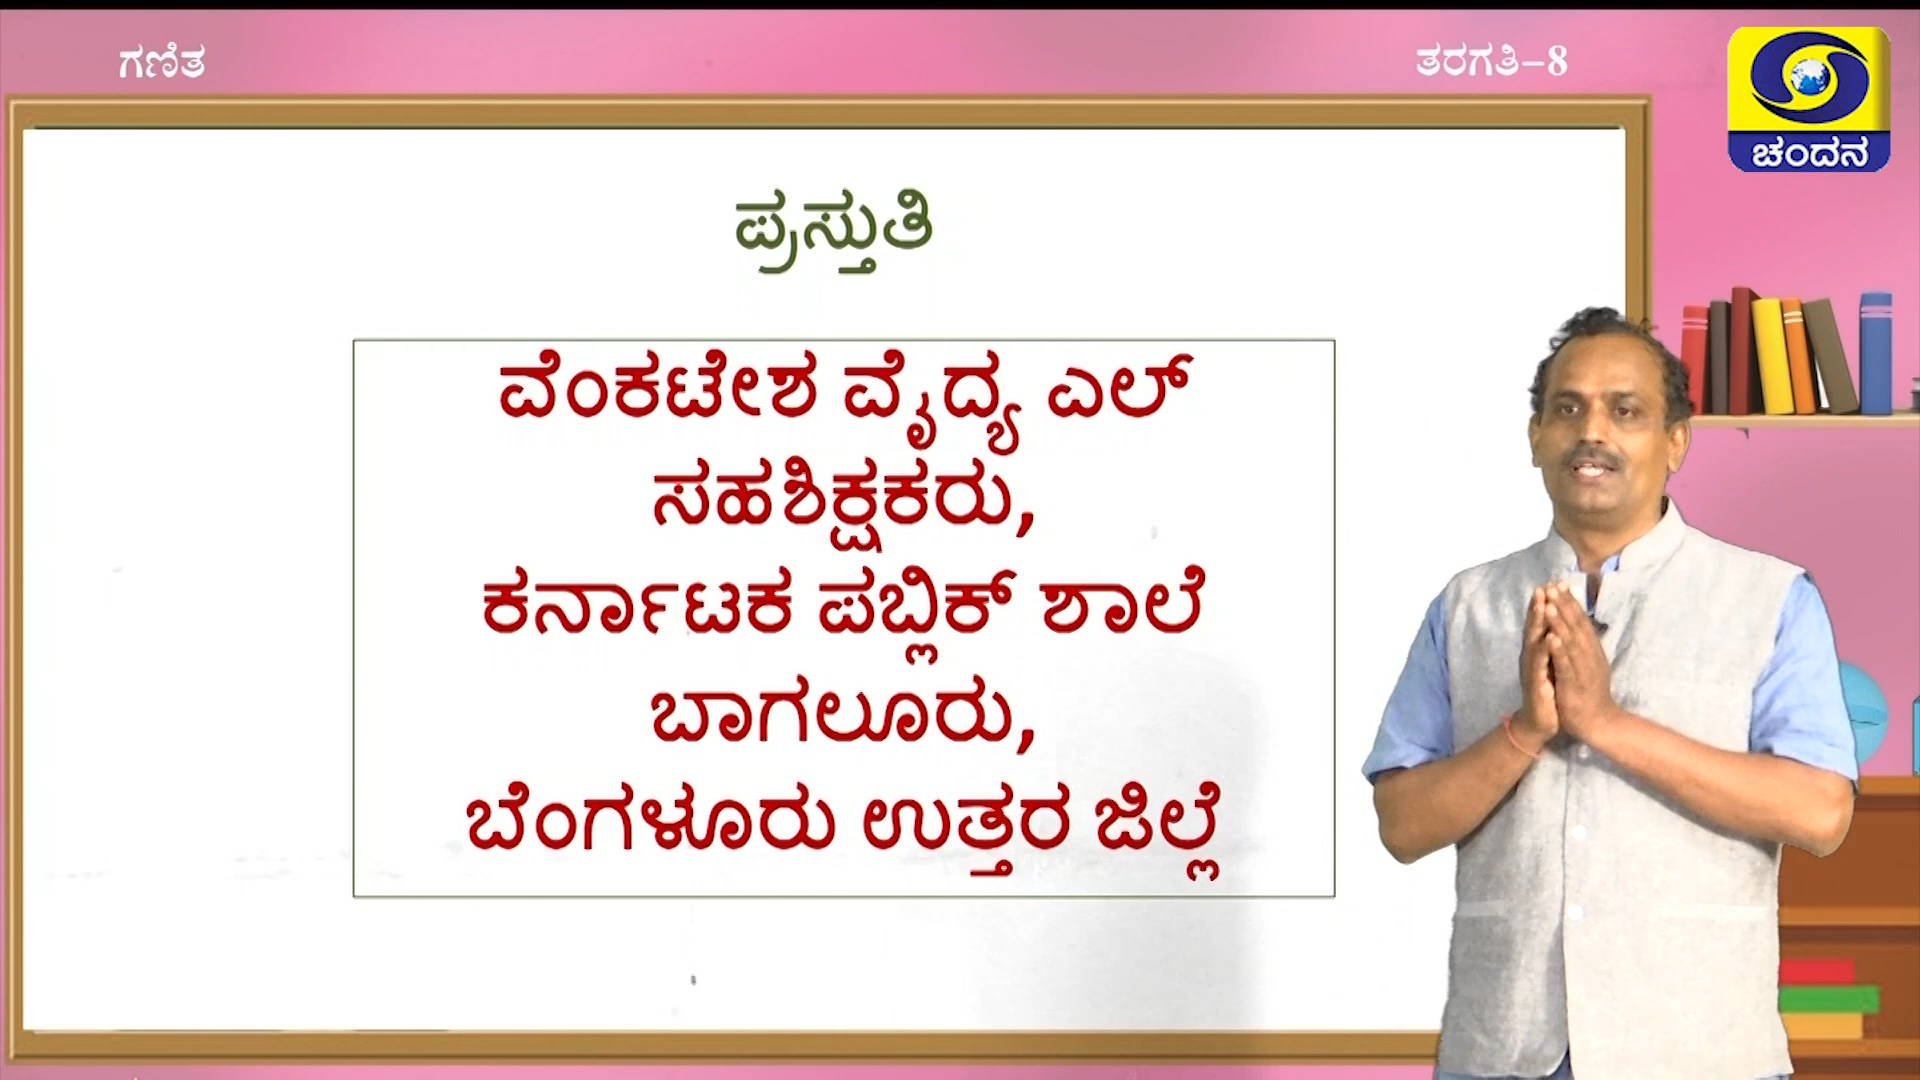 ಗಣಿತ
ತರಗತಿ–8
ಚಂದನ
ಪ್ರಸ್ತುತಿ
ವೆಂಕಟೇಶ ವೈದ್ಯ ಎಲ್
ಸಹಶಿಕ್ಷಕರು,
ಕರ್ನಾಟಕ ಪಬ್ಲಿಕ್ ಶಾಲೆ
ಬಾಗಲೂರು,
ಬೆಂಗಳೂರು ಉತ್ತರ ಜಿಲ್ಲೆ